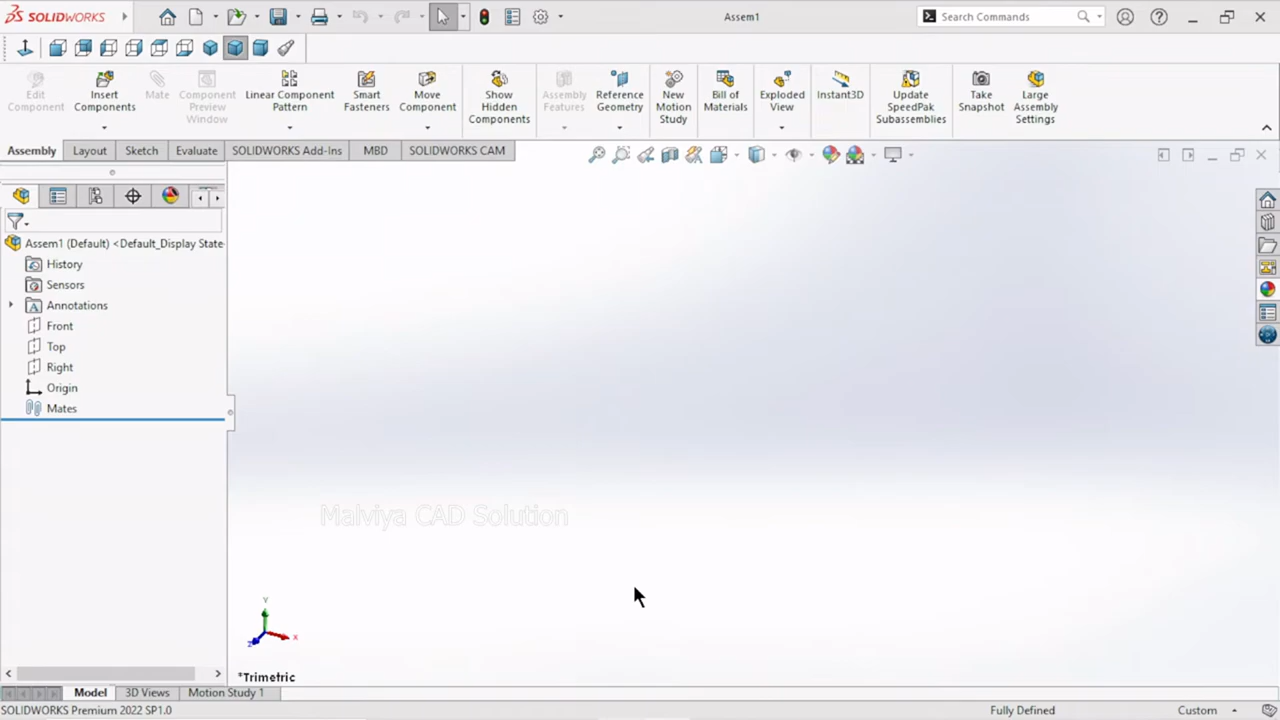 SOLIDWORKS
Assem1
Search Commands
Edit Component
Insert Components
Mate
Component Preview Window
Linear Component Pattern
Smart Fasteners
Move Component
Show Hidden Components
Assembly Features
Reference Geometry
New Motion Study
Bill of Materials
Exploded View
Instant3D
Update SpeedPak Subassemblies
Take Snapshot
Large Assembly Settings
Assembly
Layout
Sketch
Evaluate
SOLIDWORKS Add-Ins
MBD
SOLIDWORKS CAM
Assem1 (Default) <Default_Display State
History
Sensors
Annotations
Front
Top
Right
Origin
Mates
Malviya CAD Solution
Y
X
Z
*Trimetric
Model
3D Views
Motion Study 1
SOLIDWORKS Premium 2022 SP1.0
Fully Defined
Custom